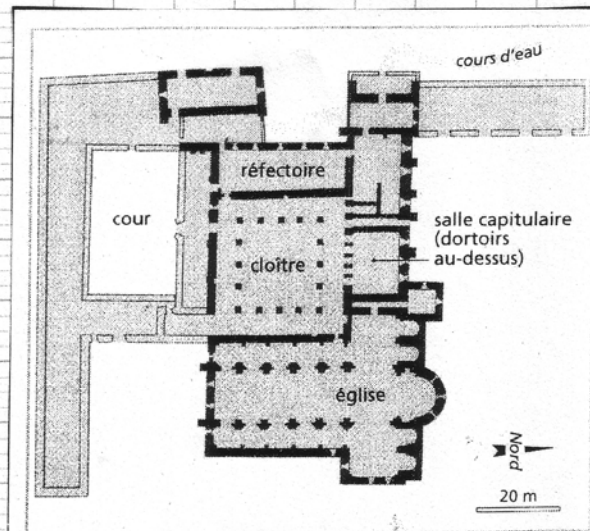 cours d'eau
réfectoire
cour
salle capitulaire
(dortoirs
au-dessus)
cloître
église
Nord
20 m